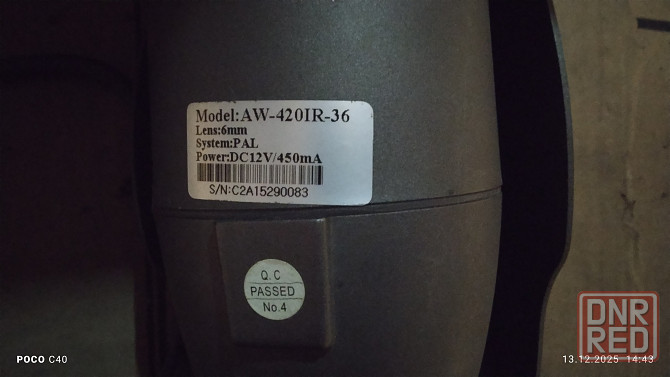 Model:AW-420IR-36
Lens:6mm
System:PAL
Power:DC12V/450mA
S/N:C2A15290083
Q.C
PASSED
No.4
DNR
RED
POCO C40
13.12.2025 14:43